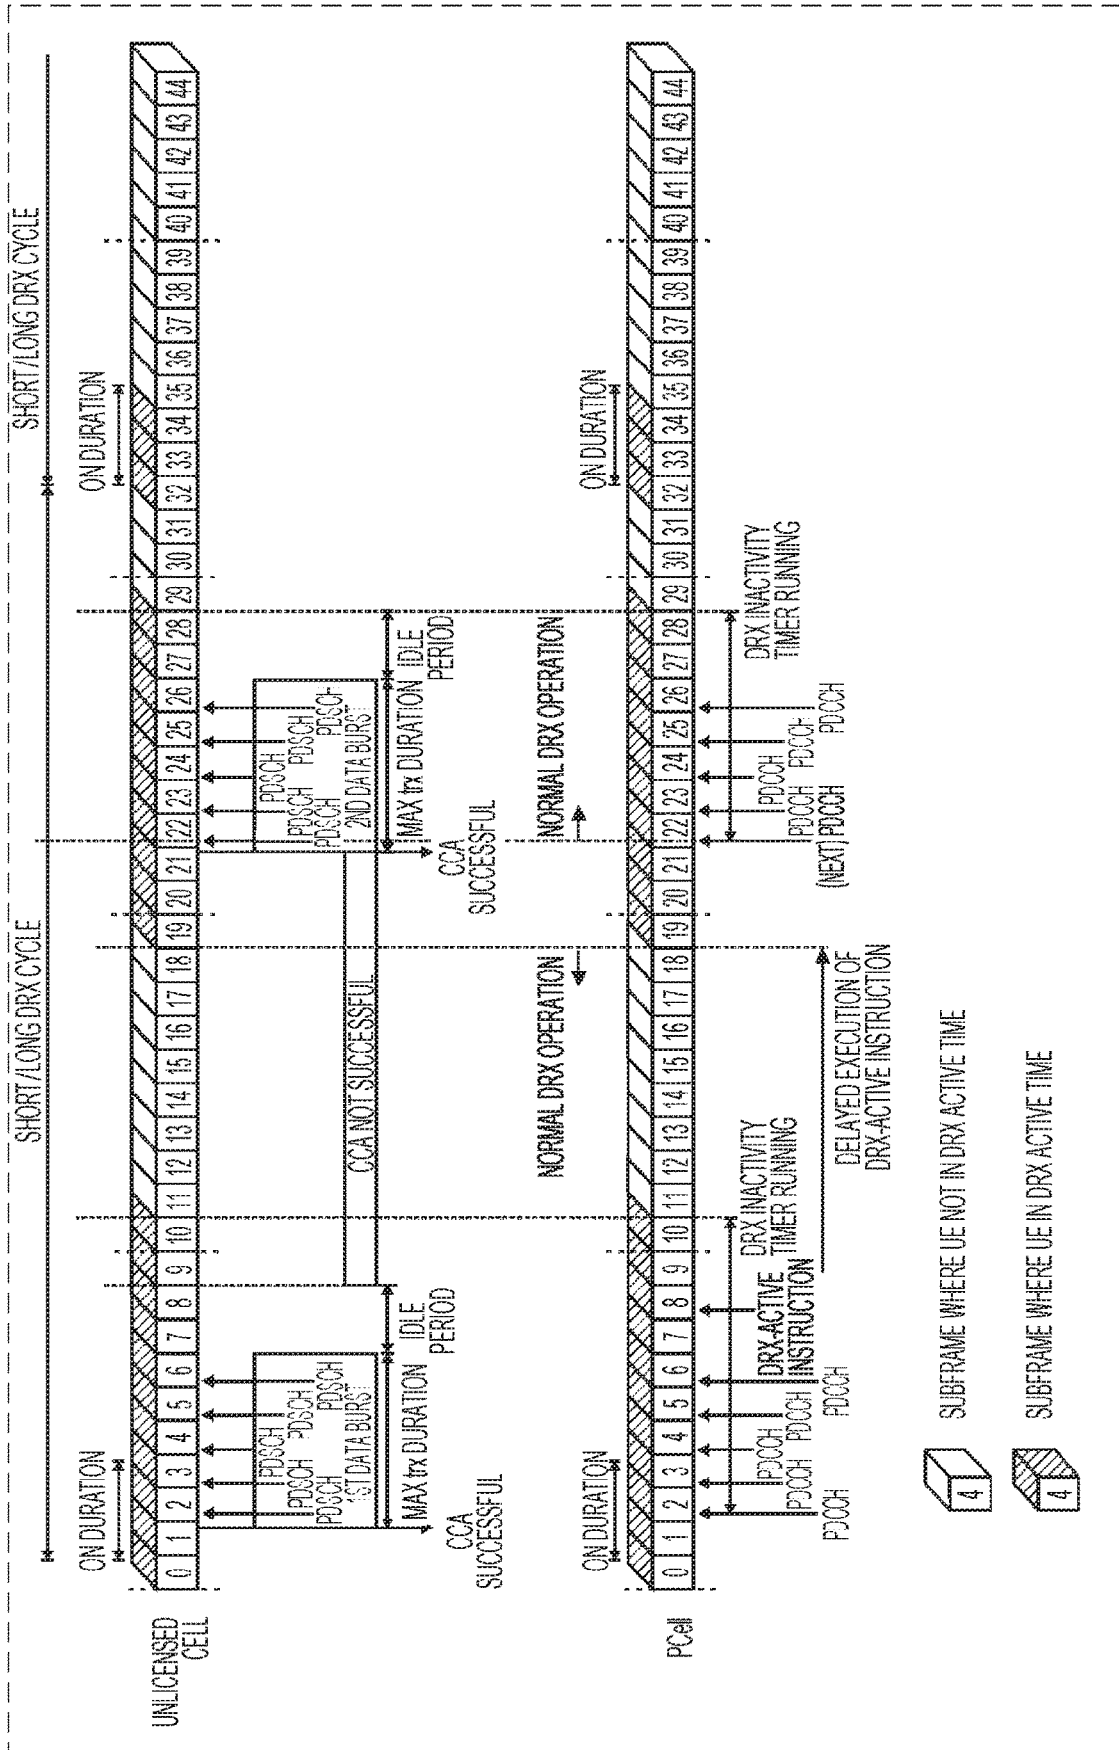 SHORT/LONG DRX CYCLE
SHORT/LONG DRX CYCLE
ON DURATION
ON DURATION
UNLICENSED
CELL
0 1 2 3 4 5 6 7 8 9 10 11 12 13 14 15 16 17 18 19 20 21 22 23 24 25 26 27 28 29 30 31 32 33 34 35 36 37 38 39 40 41 42 43 44
PDSCH
PDSCH
PDSCH
PDSCH
PDSCH
1ST DATA BURST
MAX trx DURATION
IDLE
PERIOD
CCA
SUCCESSFUL
CCA NOT SUCCESSFUL
PDSCH
PDSCH
PDSCH
PDSCH
PDSCH
2ND DATA BURST
MAX trx DURATION
IDLE
PERIOD
CCA
SUCCESSFUL
NORMAL DRX OPERATION
NORMAL DRX OPERATION
ON DURATION
ON DURATION
PCell
0 1 2 3 4 5 6 7 8 9 10 11 12 13 14 15 16 17 18 19 20 21 22 23 24 25 26 27 28 29 30 31 32 33 34 35 36 37 38 39 40 41 42 43 44
DRX INACTIVITY
TIMER RUNNING
DRX-ACTIVE
INSTRUCTION
PDCCH
PDCCH
PDCCH
PDCCH
PDCCH
DRX INACTIVITY
TIMER RUNNING
PDCCH
PDCCH
PDCCH
PDCCH
(NEXT) PDCCH
DELAYED EXECUTION OF
DRX-ACTIVE INSTRUCTION
4
SUBFRAME WHERE UE NOT IN DRX ACTIVE TIME
4
SUBFRAME WHERE UE IN DRX ACTIVE TIME